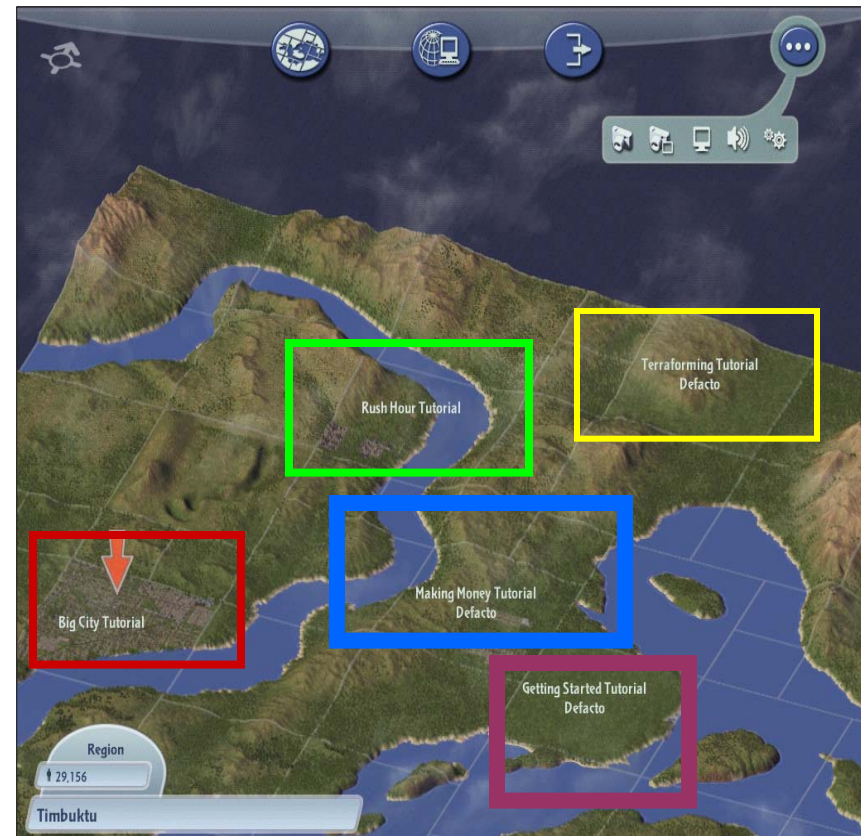 Terraforming Tutorial
Defacto
Rush Hour Tutorial
Making Money Tutorial
Defacto
Big City Tutorial
Getting Started Tutorial
Defacto
Region
29,156
Timbuktu